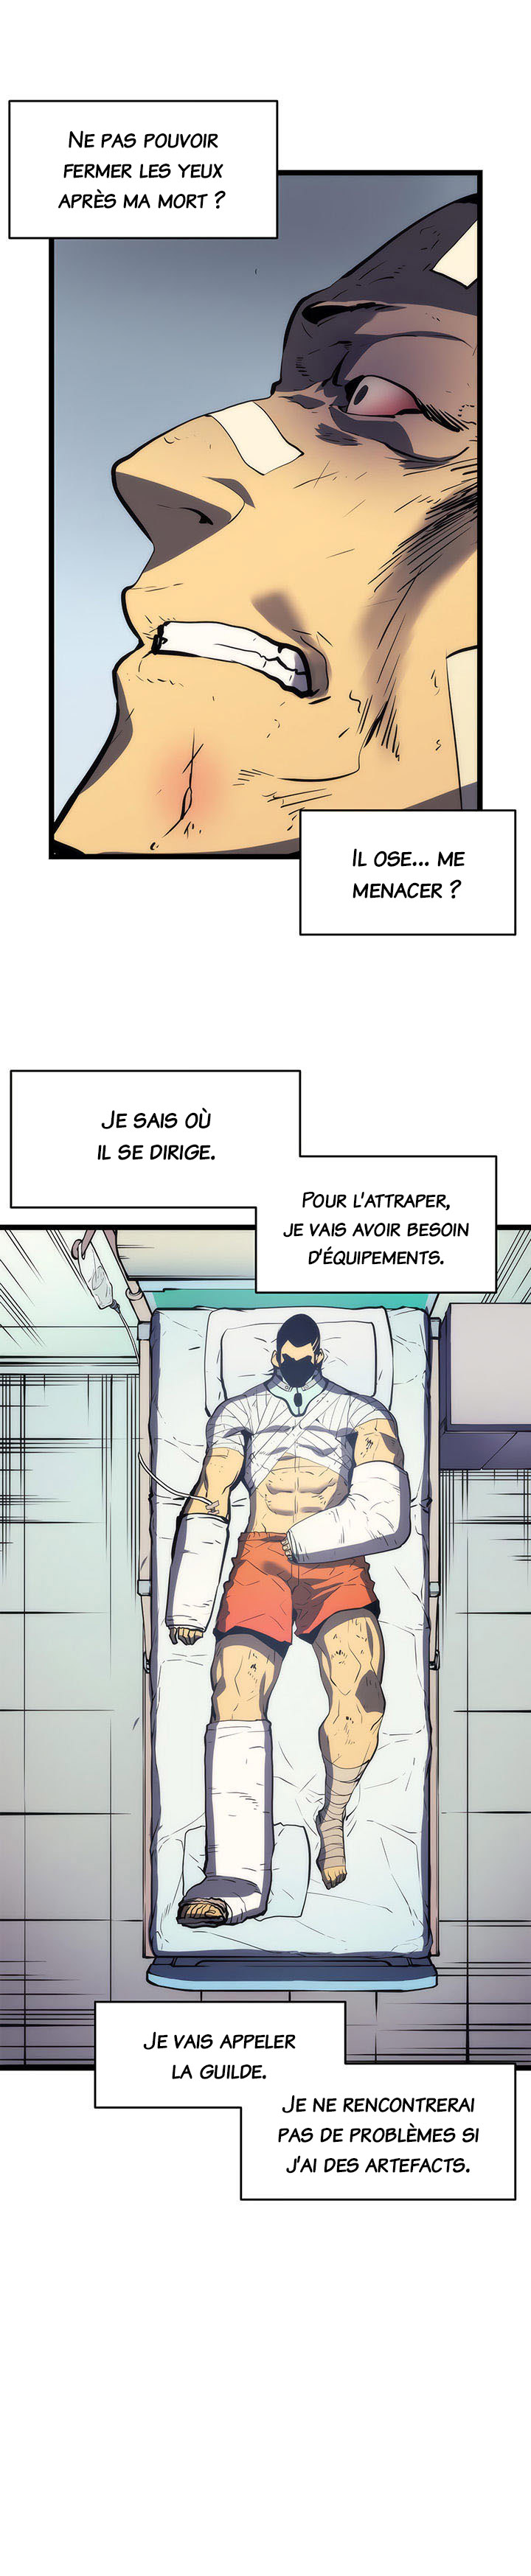 Ne pas pouvoir
fermer les yeux
après ma mort ?
Il ose... me
menacer ?
Je sais où
il se dirige.
Pour l'attraper,
je vais avoir besoin
d'équipements.
Je vais appeler
la guilde.
Je ne rencontrerai
pas de problèmes si
j'ai des artefacts.